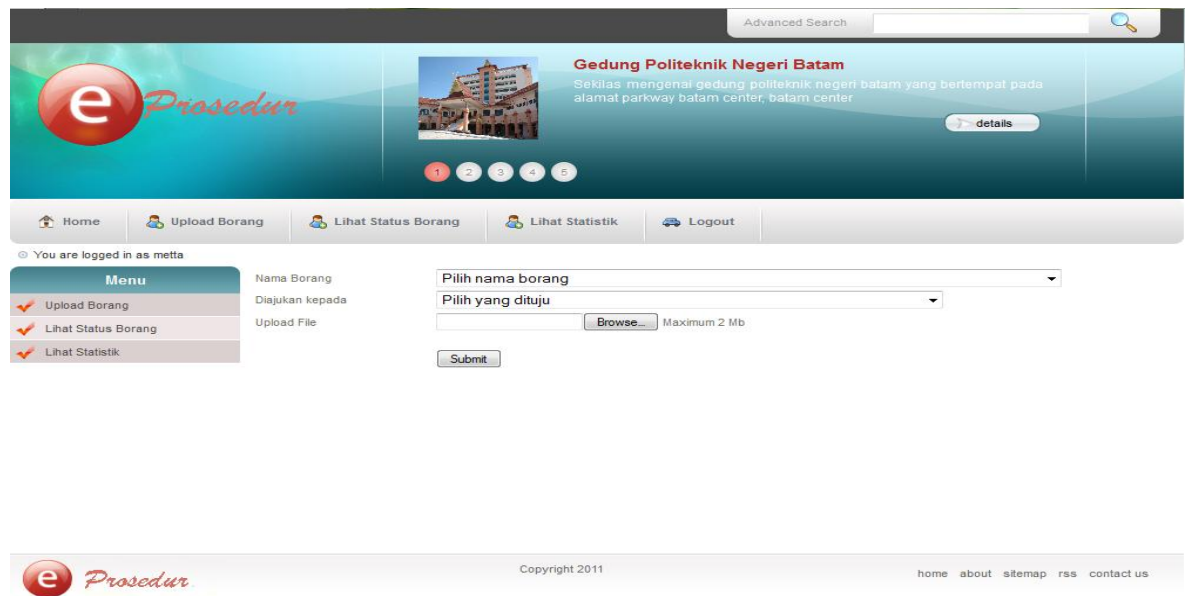 Advanced Search
e Prosedur
Gedung Politeknik Negeri Batam
Sekilas mengenai gedung politeknik negeri batam yang bertempat pada
alamat parkway batam center, batam center
details
1 2 3 4 5
Home Upload Borang Lihat Status Borang Lihat Statistik Logout
You are logged in as metta
Menu
Upload Borang
Lihat Status Borang
Lihat Statistik
Nama Borang Pilih nama borang
Diajukan kepada Pilih yang dituju
Upload File Browse... Maximum 2 Mb
Submit
e Prosedur
Copyright 2011
home about sitemap rss contact us